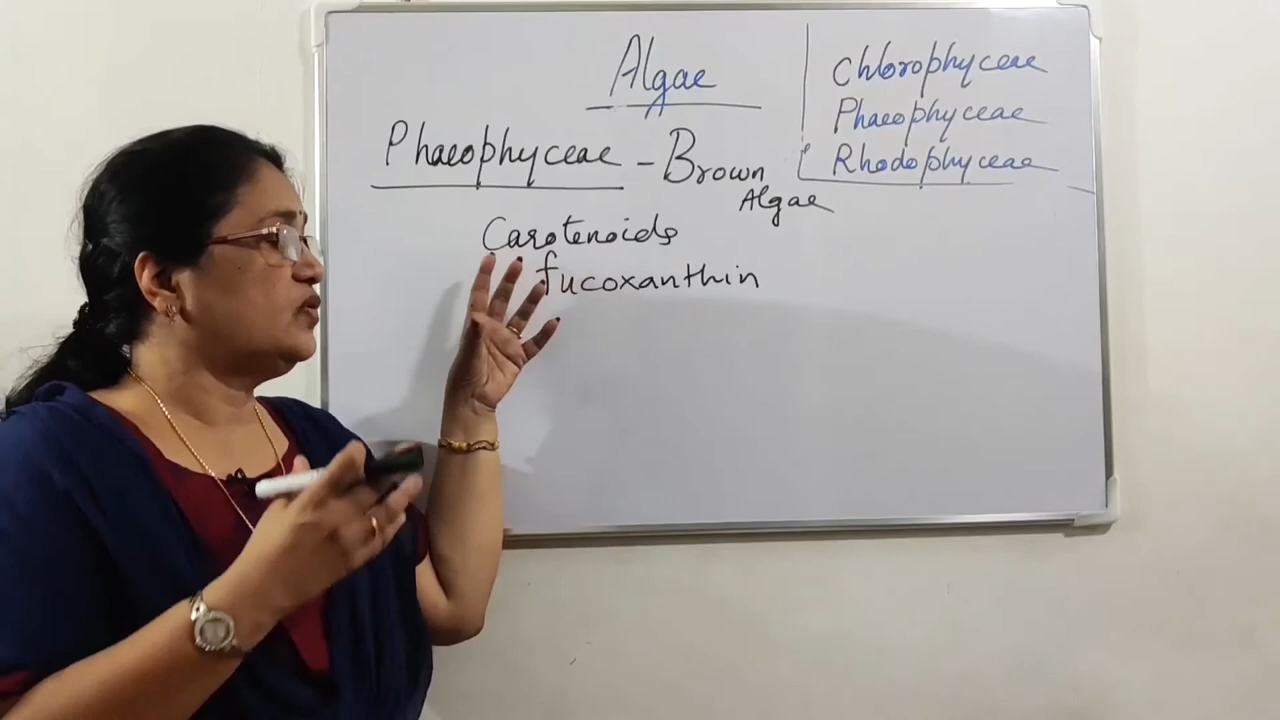 Algae
Chlorophyceae
Phaeophyceae
Rhodophyceae
Phaeophyceae - Brown
Algae
Carotenoids
fucoxanthin